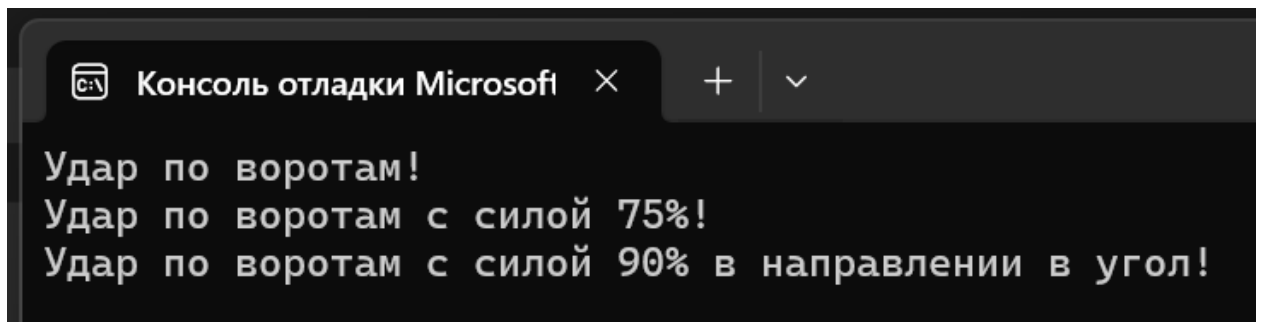 Консоль отладки Microsoft
Удар по воротам!
Удар по воротам с силой 75%!
Удар по воротам с силой 90% в направлении в угол!